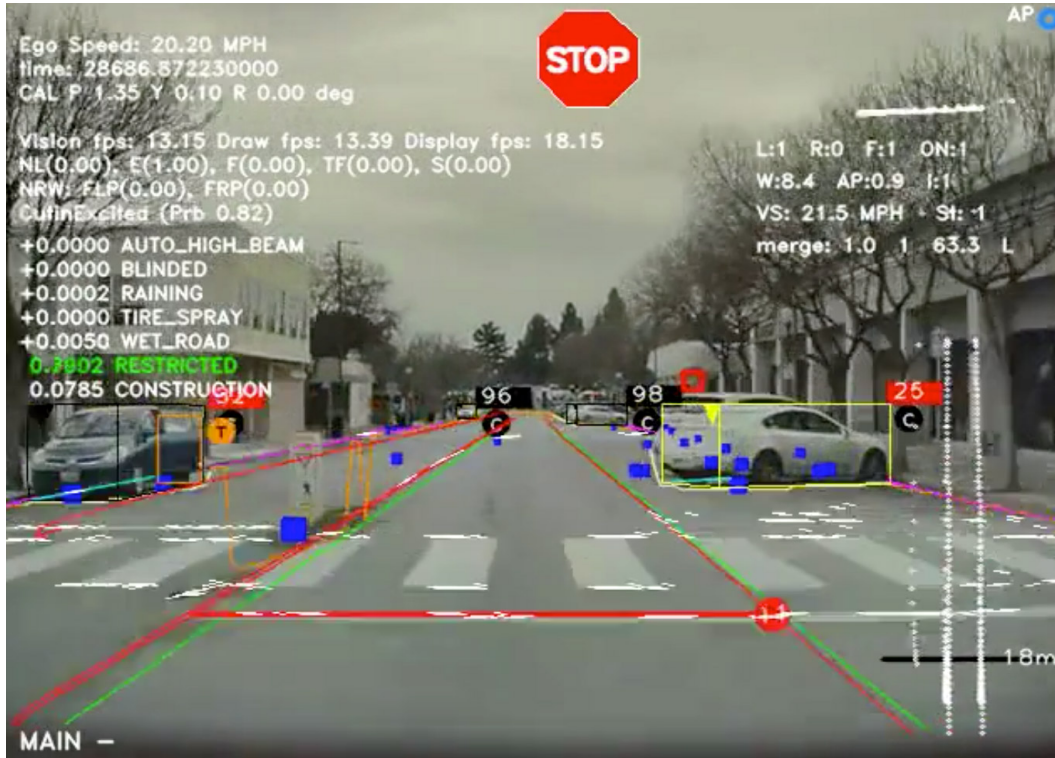 AP
STOP
Ego Speed: 20.20 MPH
time: 28686.872230000
CAL P 1.35 Y 0.10 R 0.00 deg
Vision fps: 13.15 Draw fps: 13.39 Display fps: 18.15
NL(0.00), E(1.00), F(0.00), TF(0.00), S(0.00)
NRW: FLP(0.00), FRP(0.00)
CutinExcited (Prb 0.82)
L:1 R:0 F:1 ON:1
W:8.4 AP:0.9 I:1
VS: 21.5 MPH St: -1
merge: 1.0 1 63.3 L
+0.0000 AUTO_HIGH_BEAM
+0.0000 BLINDED
+0.0002 RAINING
+0.0000 TIRE_SPRAY
+0.0050 WET_ROAD
0.3902 RESTRICTED
0.0785 CONSTRUCTION
92
96
98
25
T
C
C
C
11
18m
MAIN -